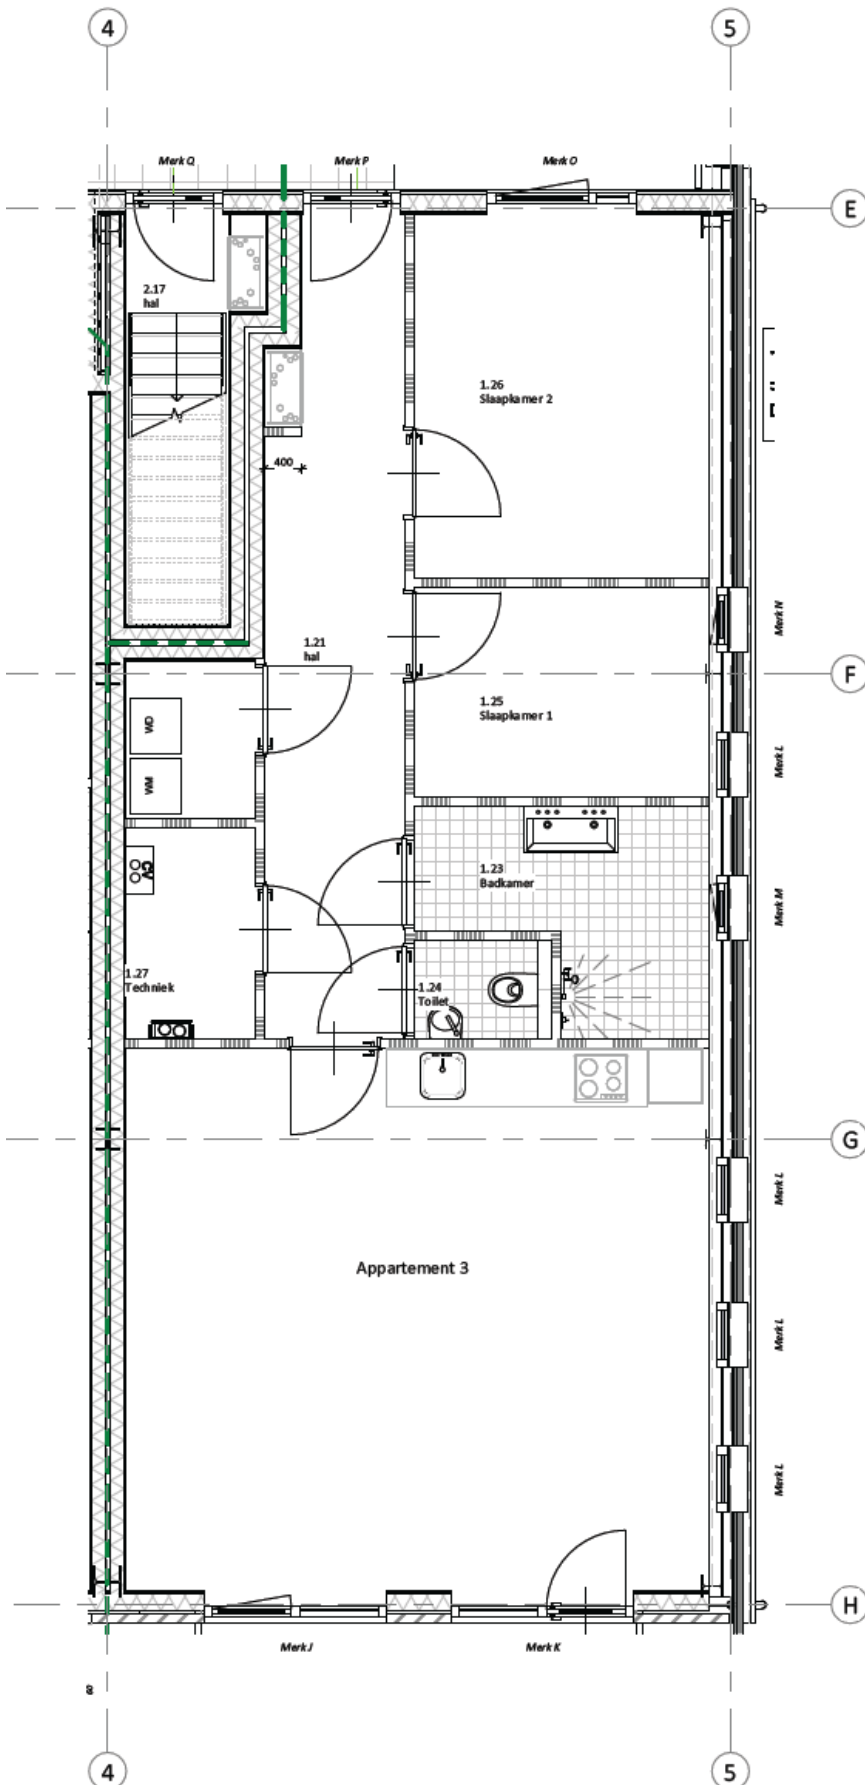 4
5
Merk Q
Merk P
Merk O
E
2.17
hal
1.26
Slaapkamer 2
400
Merk N
1.21
hal
F
1.25
Slaapkamer 1
WD
WM
Merk L
1.23
Badkamer
CV
Merk M
1.27
Techniek
1.24
Toilet
G
Merk L
Appartement 3
Merk L
Merk L
H
Merk J
Merk K
60
4
5